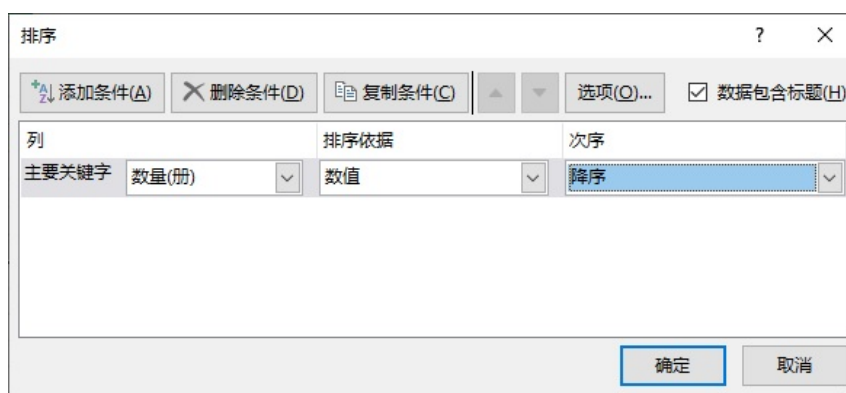 排序
? ×
添加条件(A) 删除条件(D) 复制条件(C) 选项(O)... 数据包含标题(H)
列 排序依据 次序
主要关键字 数量(册) 数值 降序
确定 取消